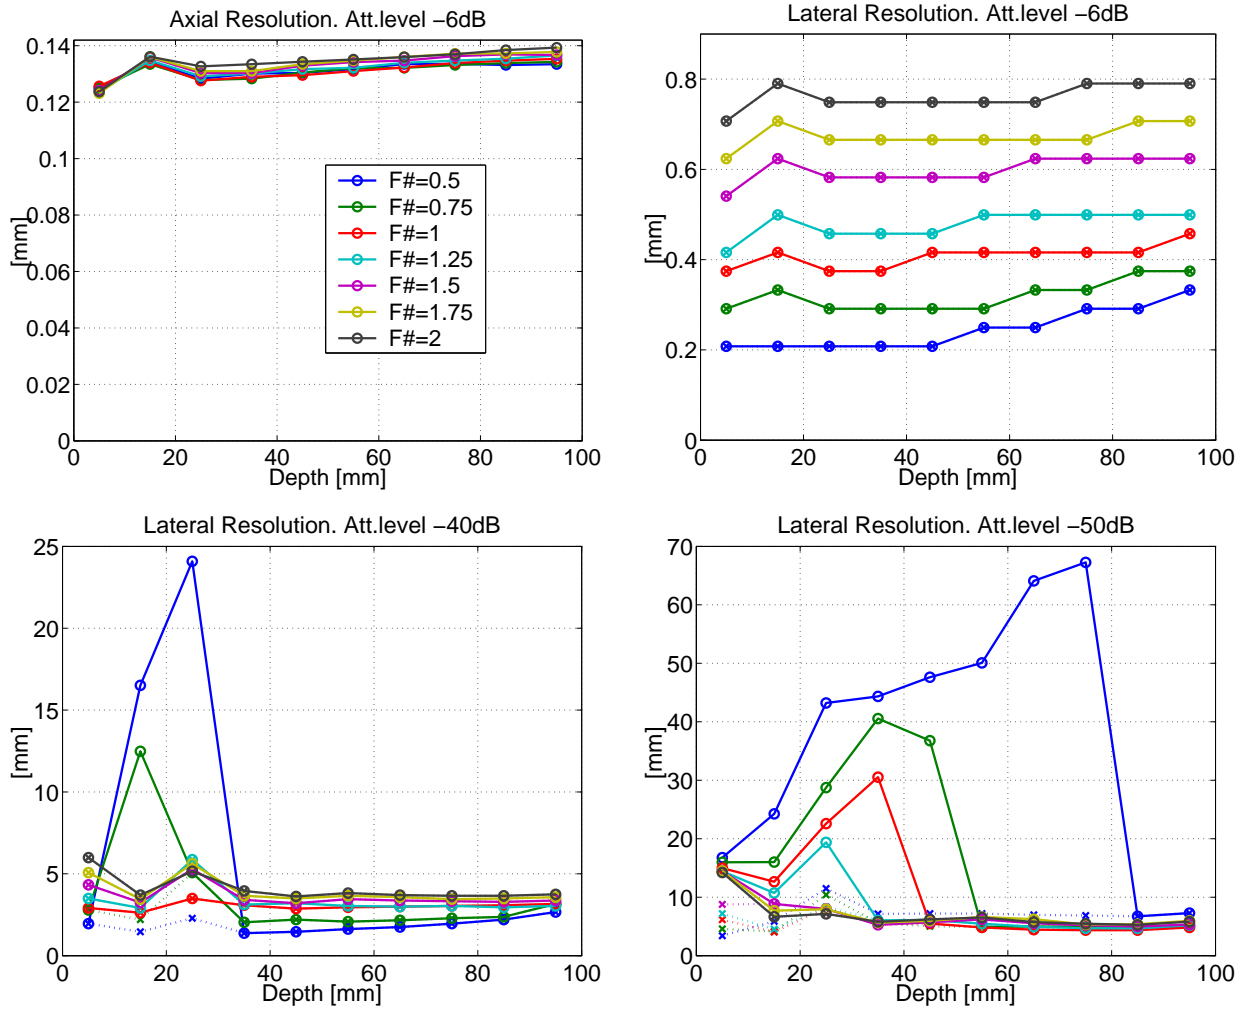 Axial Resolution. Att.level −6dB
0.14
0.12
0.1
0.08
0.06
0.04
0.02
0
[mm]
F#=0.5
F#=0.75
F#=1
F#=1.25
F#=1.5
F#=1.75
F#=2
0 20 40 60 80 100
Depth [mm]
Lateral Resolution. Att.level −6dB
0.8
0.6
0.4
0.2
0
[mm]
0 20 40 60 80 100
Depth [mm]
Lateral Resolution. Att.level −40dB
25
20
15
10
5
0
[mm]
0 20 40 60 80 100
Depth [mm]
Lateral Resolution. Att.level −50dB
70
60
50
40
30
20
10
0
[mm]
0 20 40 60 80 100
Depth [mm]